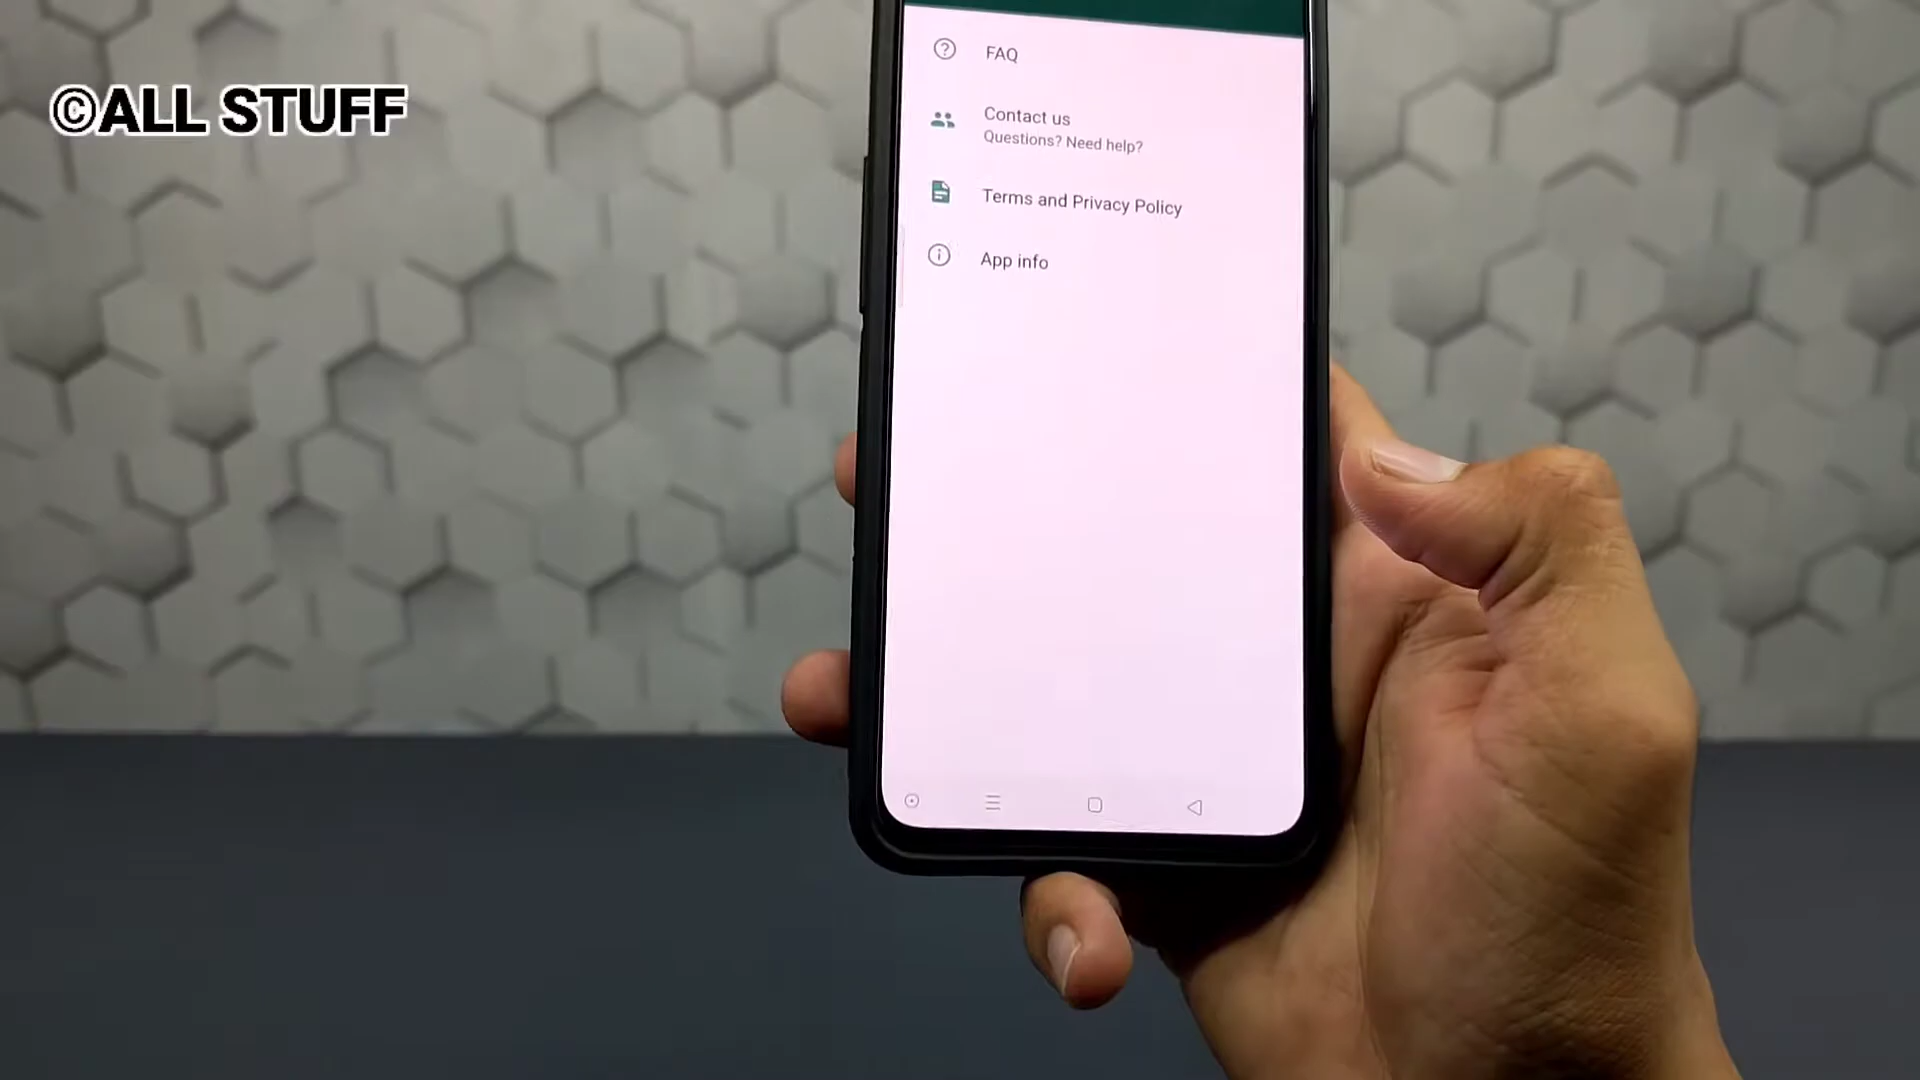 ©ALL STUFF
FAQ
Contact us
Questions? Need help?
Terms and Privacy Policy
App info